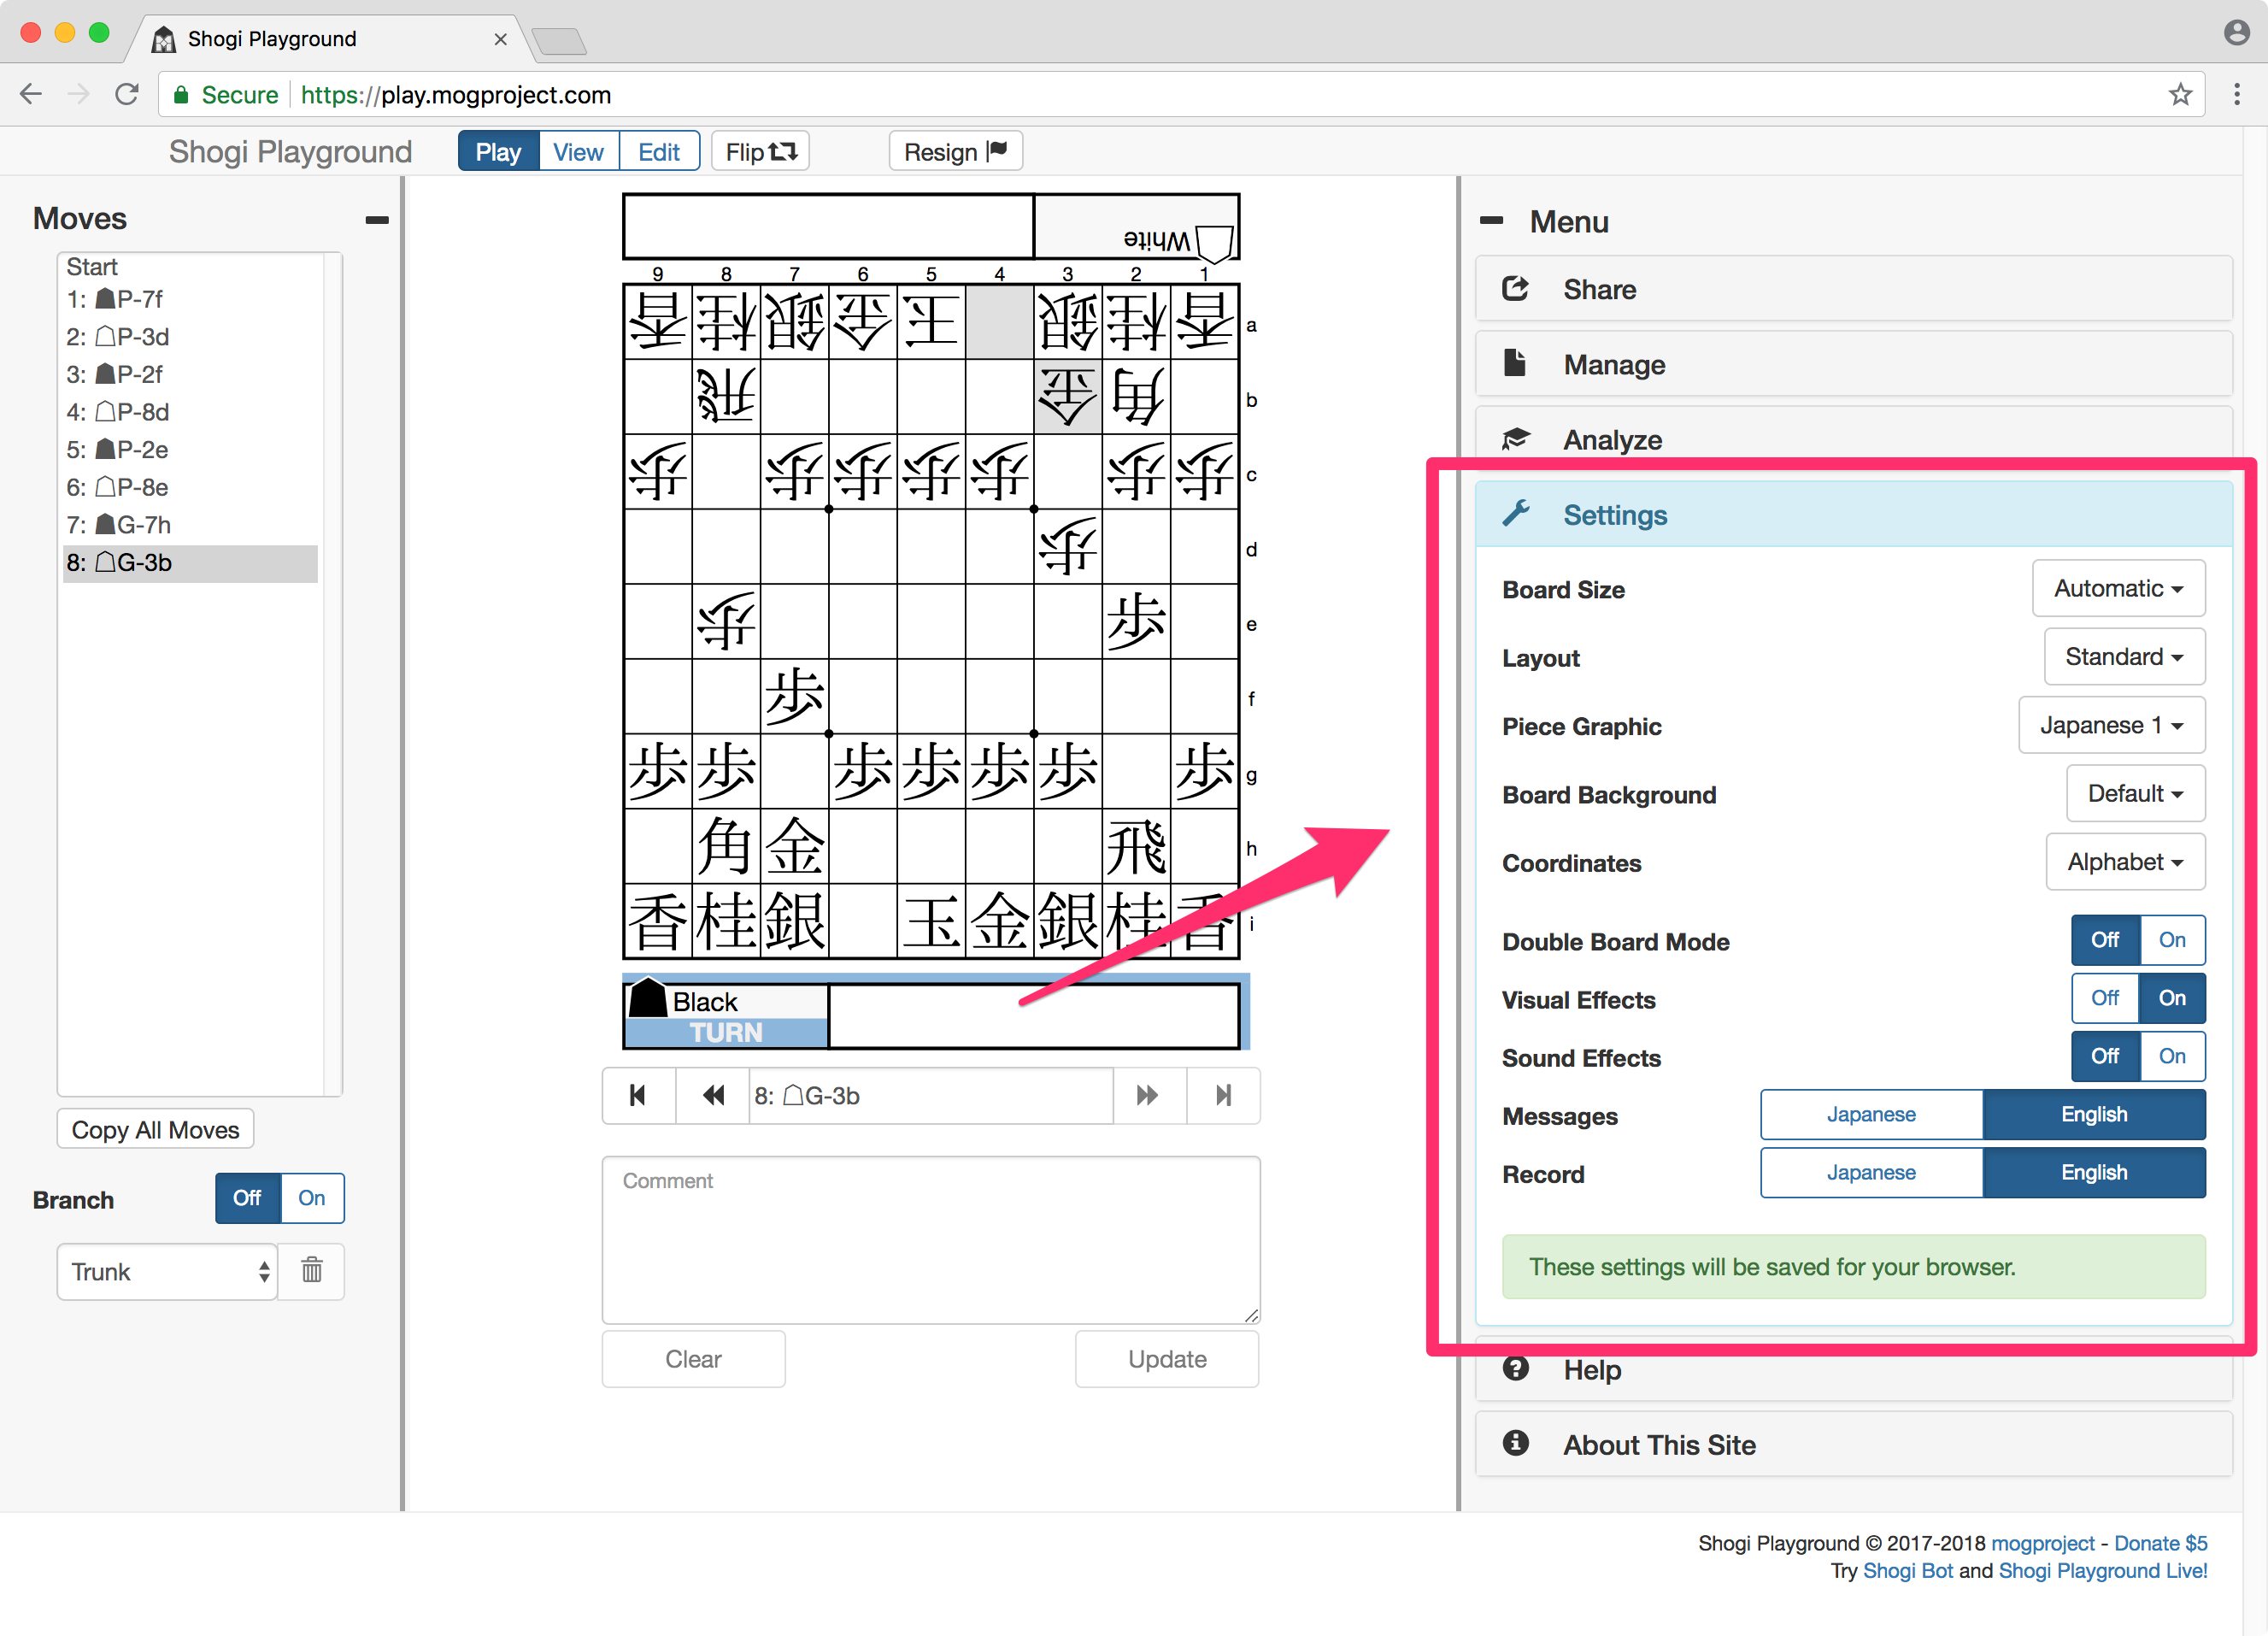 Shogi Playground
Secure https://play.mogproject.com
Shogi Playground Play View Edit Flip Resign
Moves
Start
1: ☗P-7f
2: ☖P-3d
3: ☗P-2f
4: ☖P-8d
5: ☗P-2e
6: ☖P-8e
7: ☗G-7h
8: ☖G-3b
Copy All Moves
Branch Off On
Trunk
White
9 8 7 6 5 4 3 2 1
香 桂 銀 金 玉 銀 桂 香 a
飛 金 角 b
歩 歩 歩 歩 歩 歩 歩 c
歩 d
歩 歩 e
歩 f
歩 歩 歩 歩 歩 歩 歩 g
角 金 飛 h
香 桂 銀 玉 金 銀 桂 香 i
Black
TURN
8: ☖G-3b
Comment
Clear Update
Menu
Share
Manage
Analyze
Settings
Board Size Automatic
Layout Standard
Piece Graphic Japanese 1
Board Background Default
Coordinates Alphabet
Double Board Mode Off On
Visual Effects Off On
Sound Effects Off On
Messages Japanese English
Record Japanese English
These settings will be saved for your browser.
Help
About This Site
Shogi Playground © 2017-2018 mogproject - Donate $5
Try Shogi Bot and Shogi Playground Live!